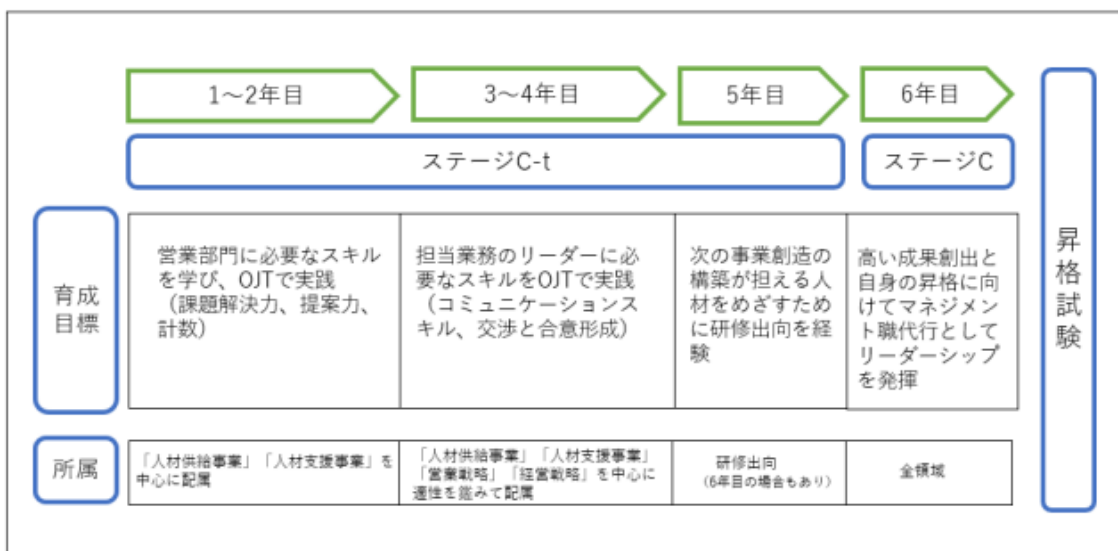 1～2年目
3～4年目
5年目
6年目
ステージC-t
ステージC
育成
目標
営業部門に必要なスキル
を学び、OJTで実践
（課題解決力、提案力、
計数）
担当業務のリーダーに必
要なスキルをOJTで実践
（コミュニケーションス
キル、交渉と合意形成）
次の事業創造の
構築が担える人
材をめざすため
に研修出向を経
験
高い成果創出と
自身の昇格に向
けてマネジメン
ト職代行として
リーダーシップ
を発揮
所属
「人材供給事業」「人材支援事業」を
中心に配属
「人材供給事業」「人材支援事業」
「営業戦略」「経営戦略」を中心に
適性を鑑みて配属
研修出向
（6年目の場合もあり）
全領域
昇格試験